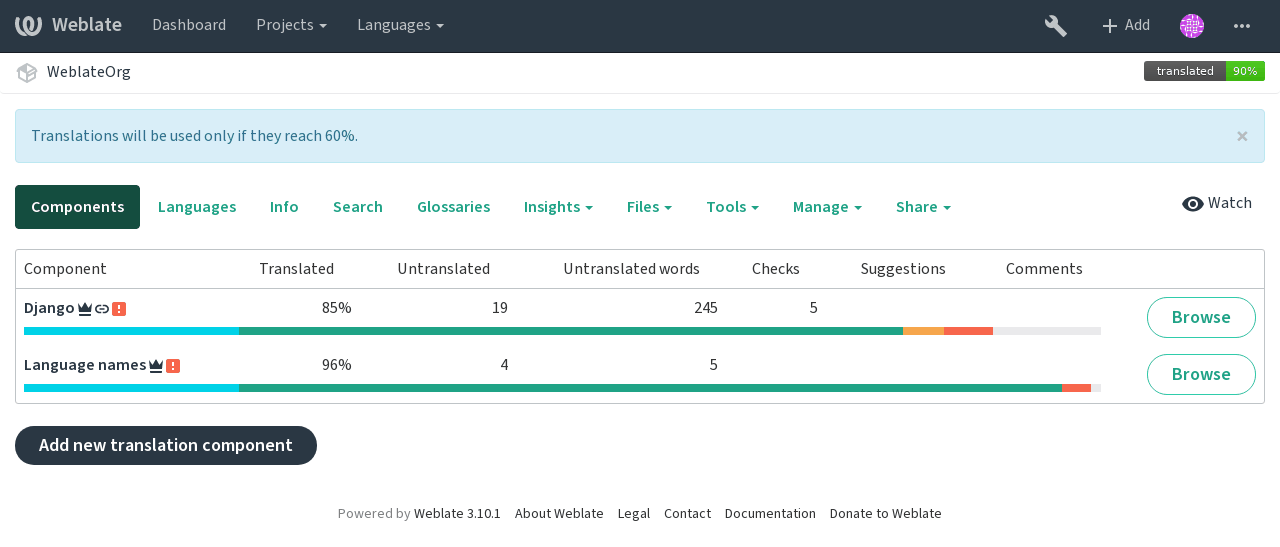 Weblate Dashboard Projects Languages Add
WeblateOrg translated 90%
Translations will be used only if they reach 60%. ×
Components Languages Info Search Glossaries Insights Files Tools Manage Share Watch
Component Translated Untranslated Untranslated words Checks Suggestions Comments
Django 85% 19 245 5 Browse
Language names 96% 4 5 Browse
Add new translation component
Powered by Weblate 3.10.1 About Weblate Legal Contact Documentation Donate to Weblate